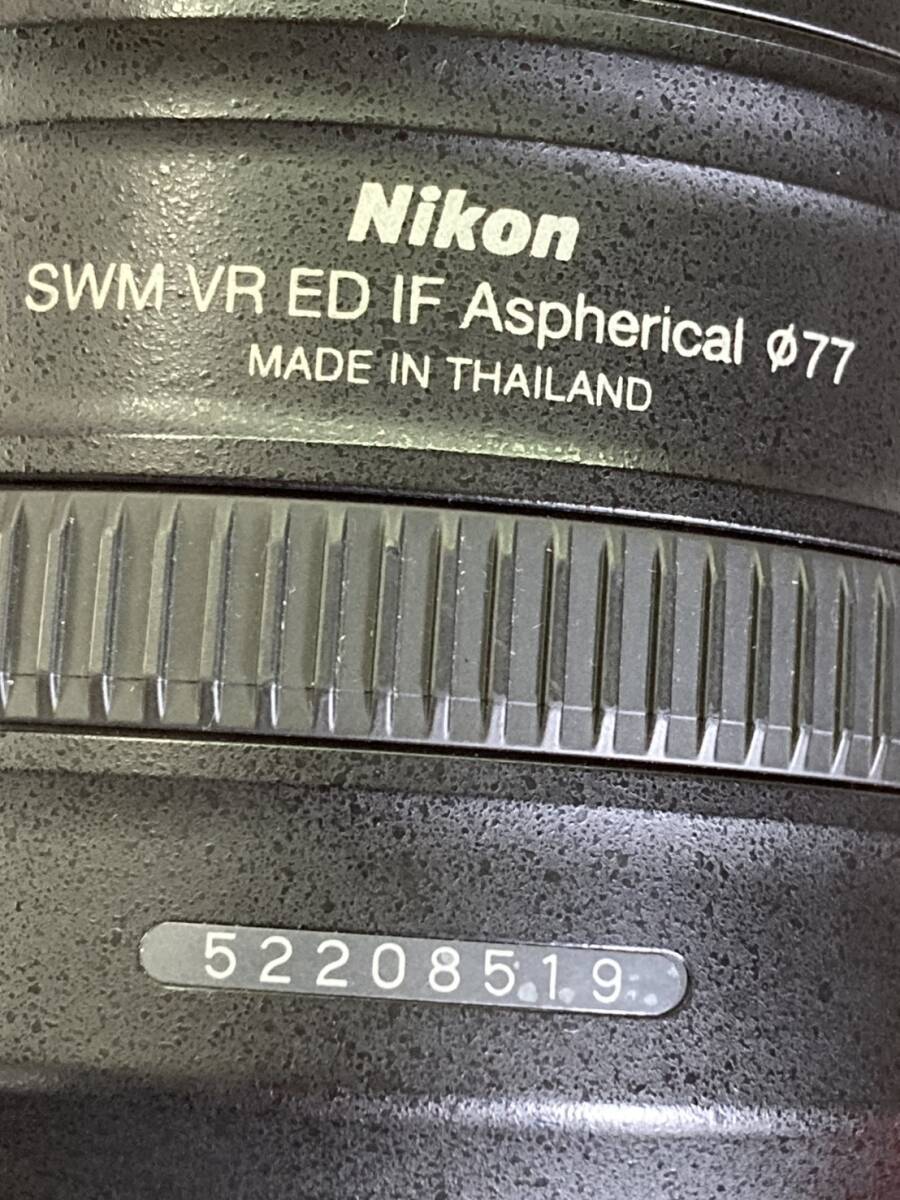 Nikon
SWM VR ED IF Aspherical ø77
MADE IN THAILAND
52208519